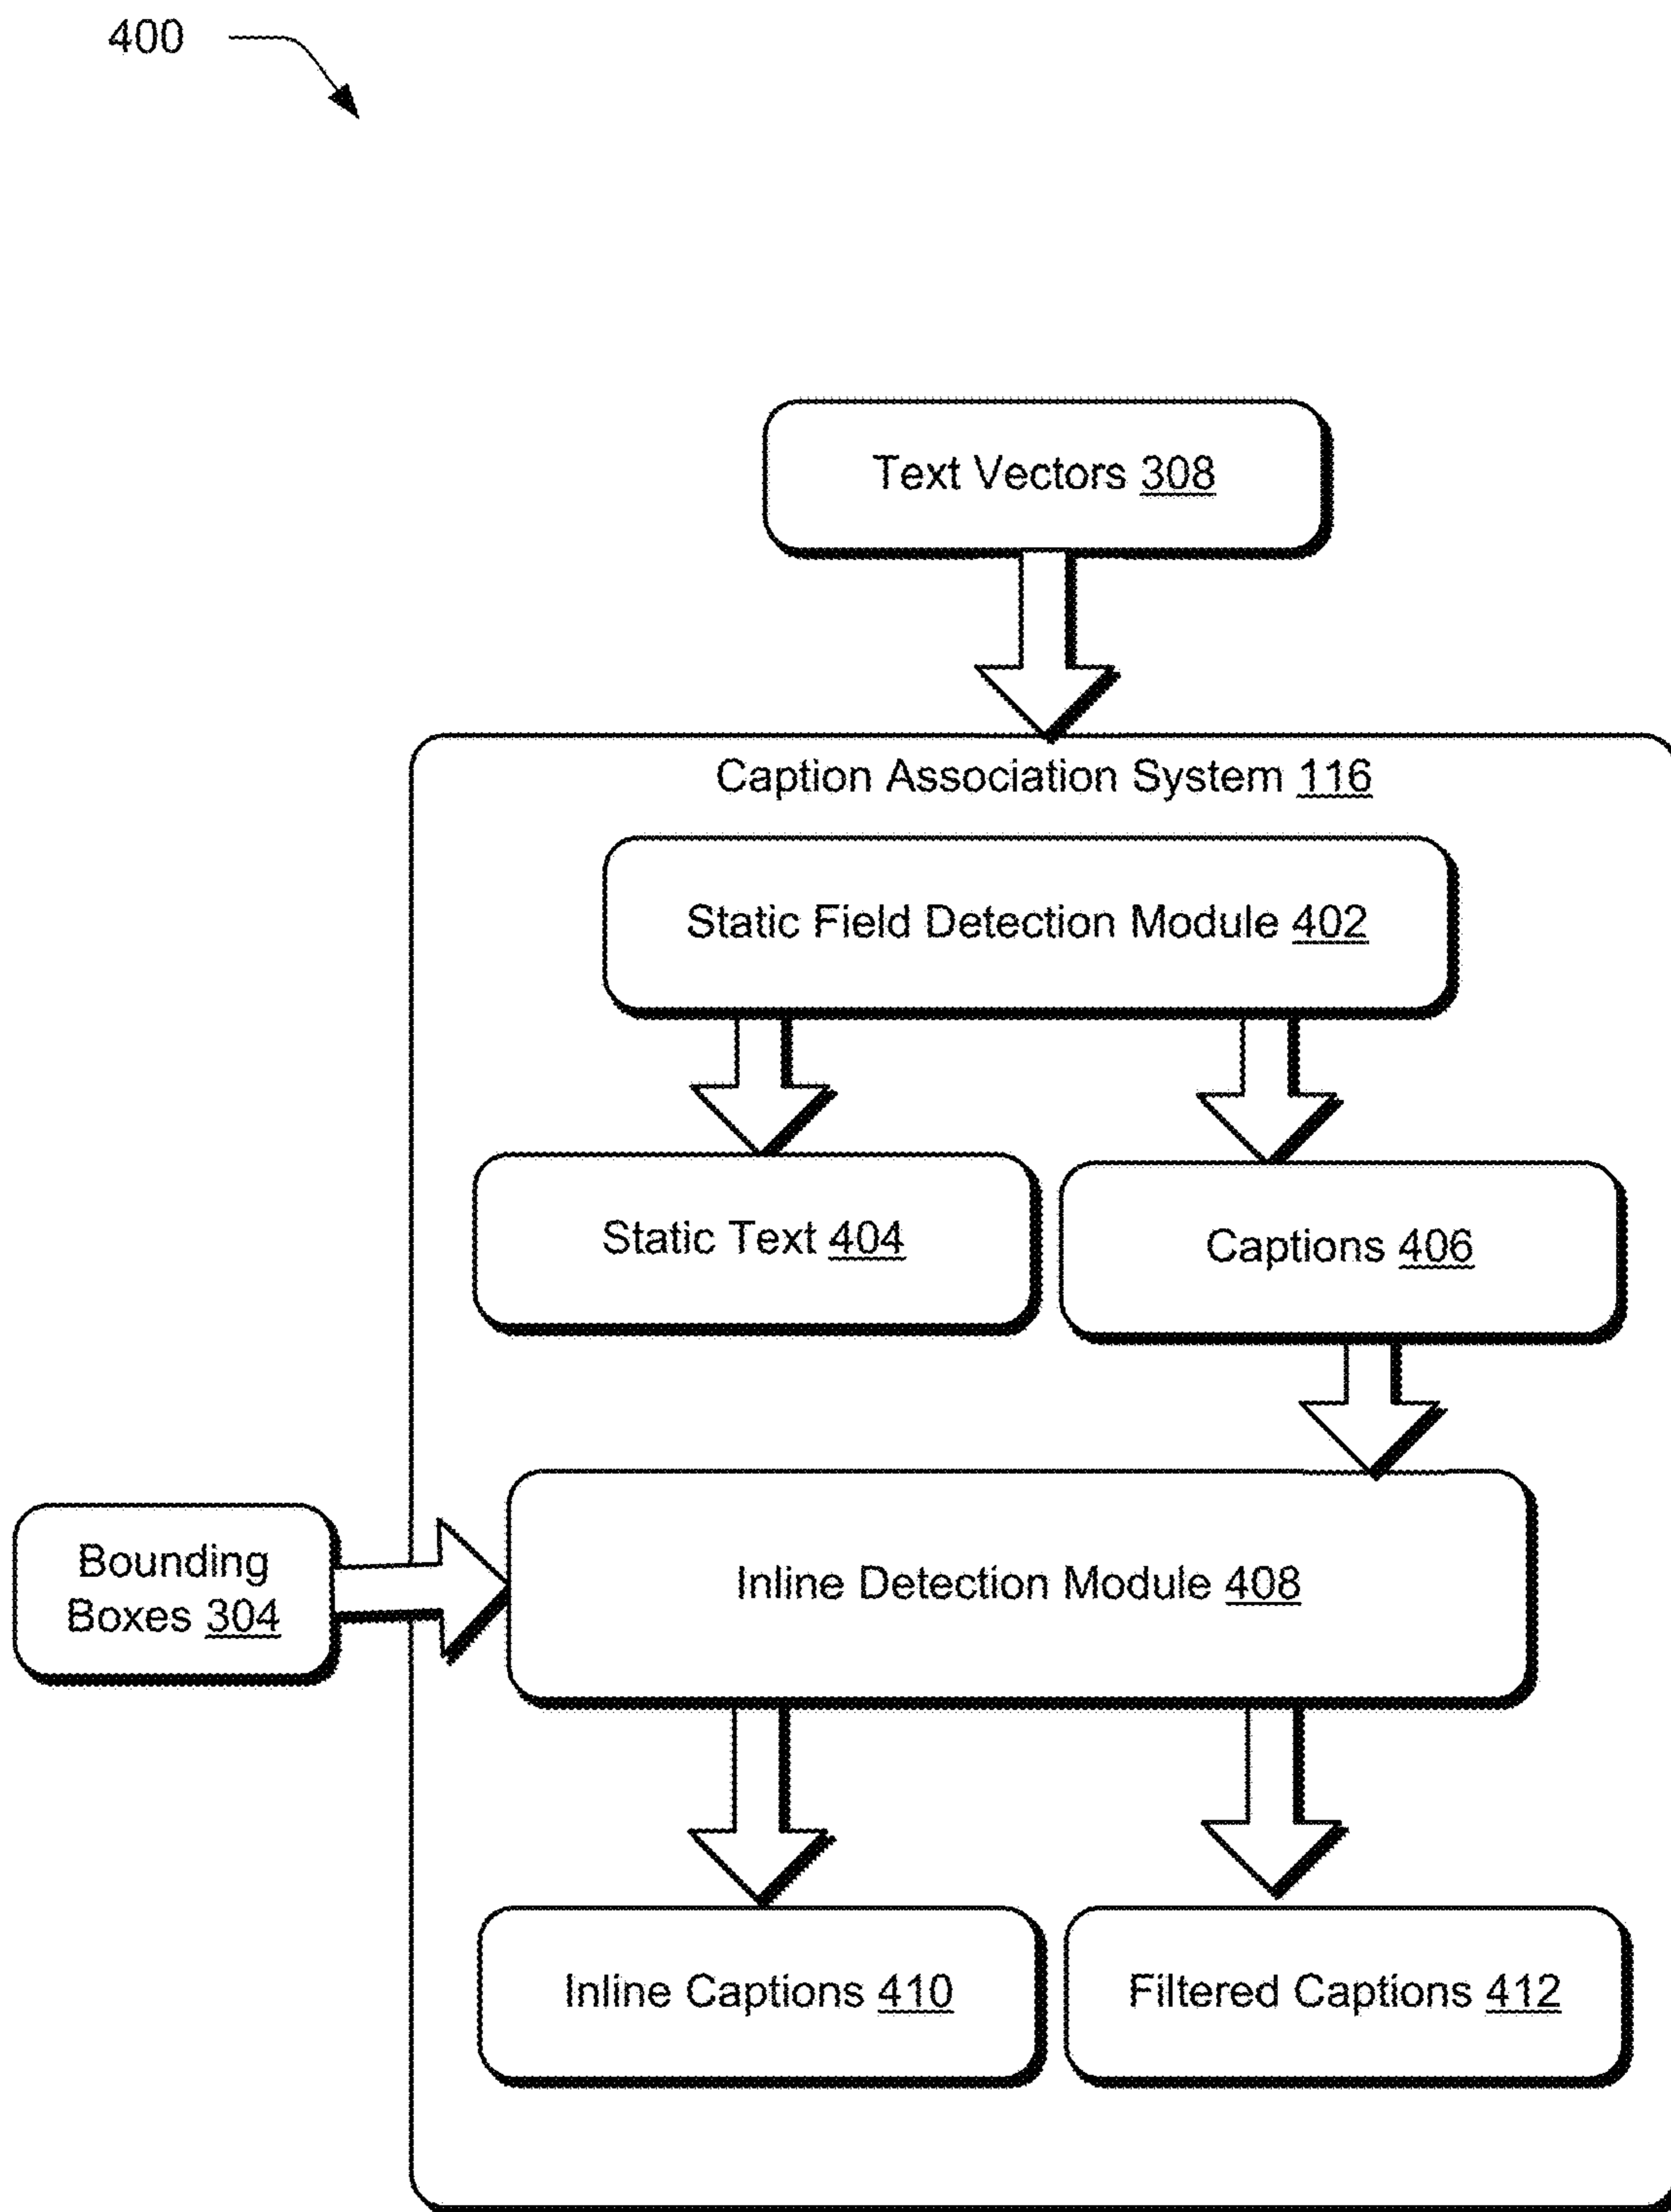 400
Text Vectors 308
Caption Association System 116
Static Field Detection Module 402
Static Text 404
Captions 406
Bounding
Boxes 304
Inline Detection Module 408
Inline Captions 410
Filtered Captions 412